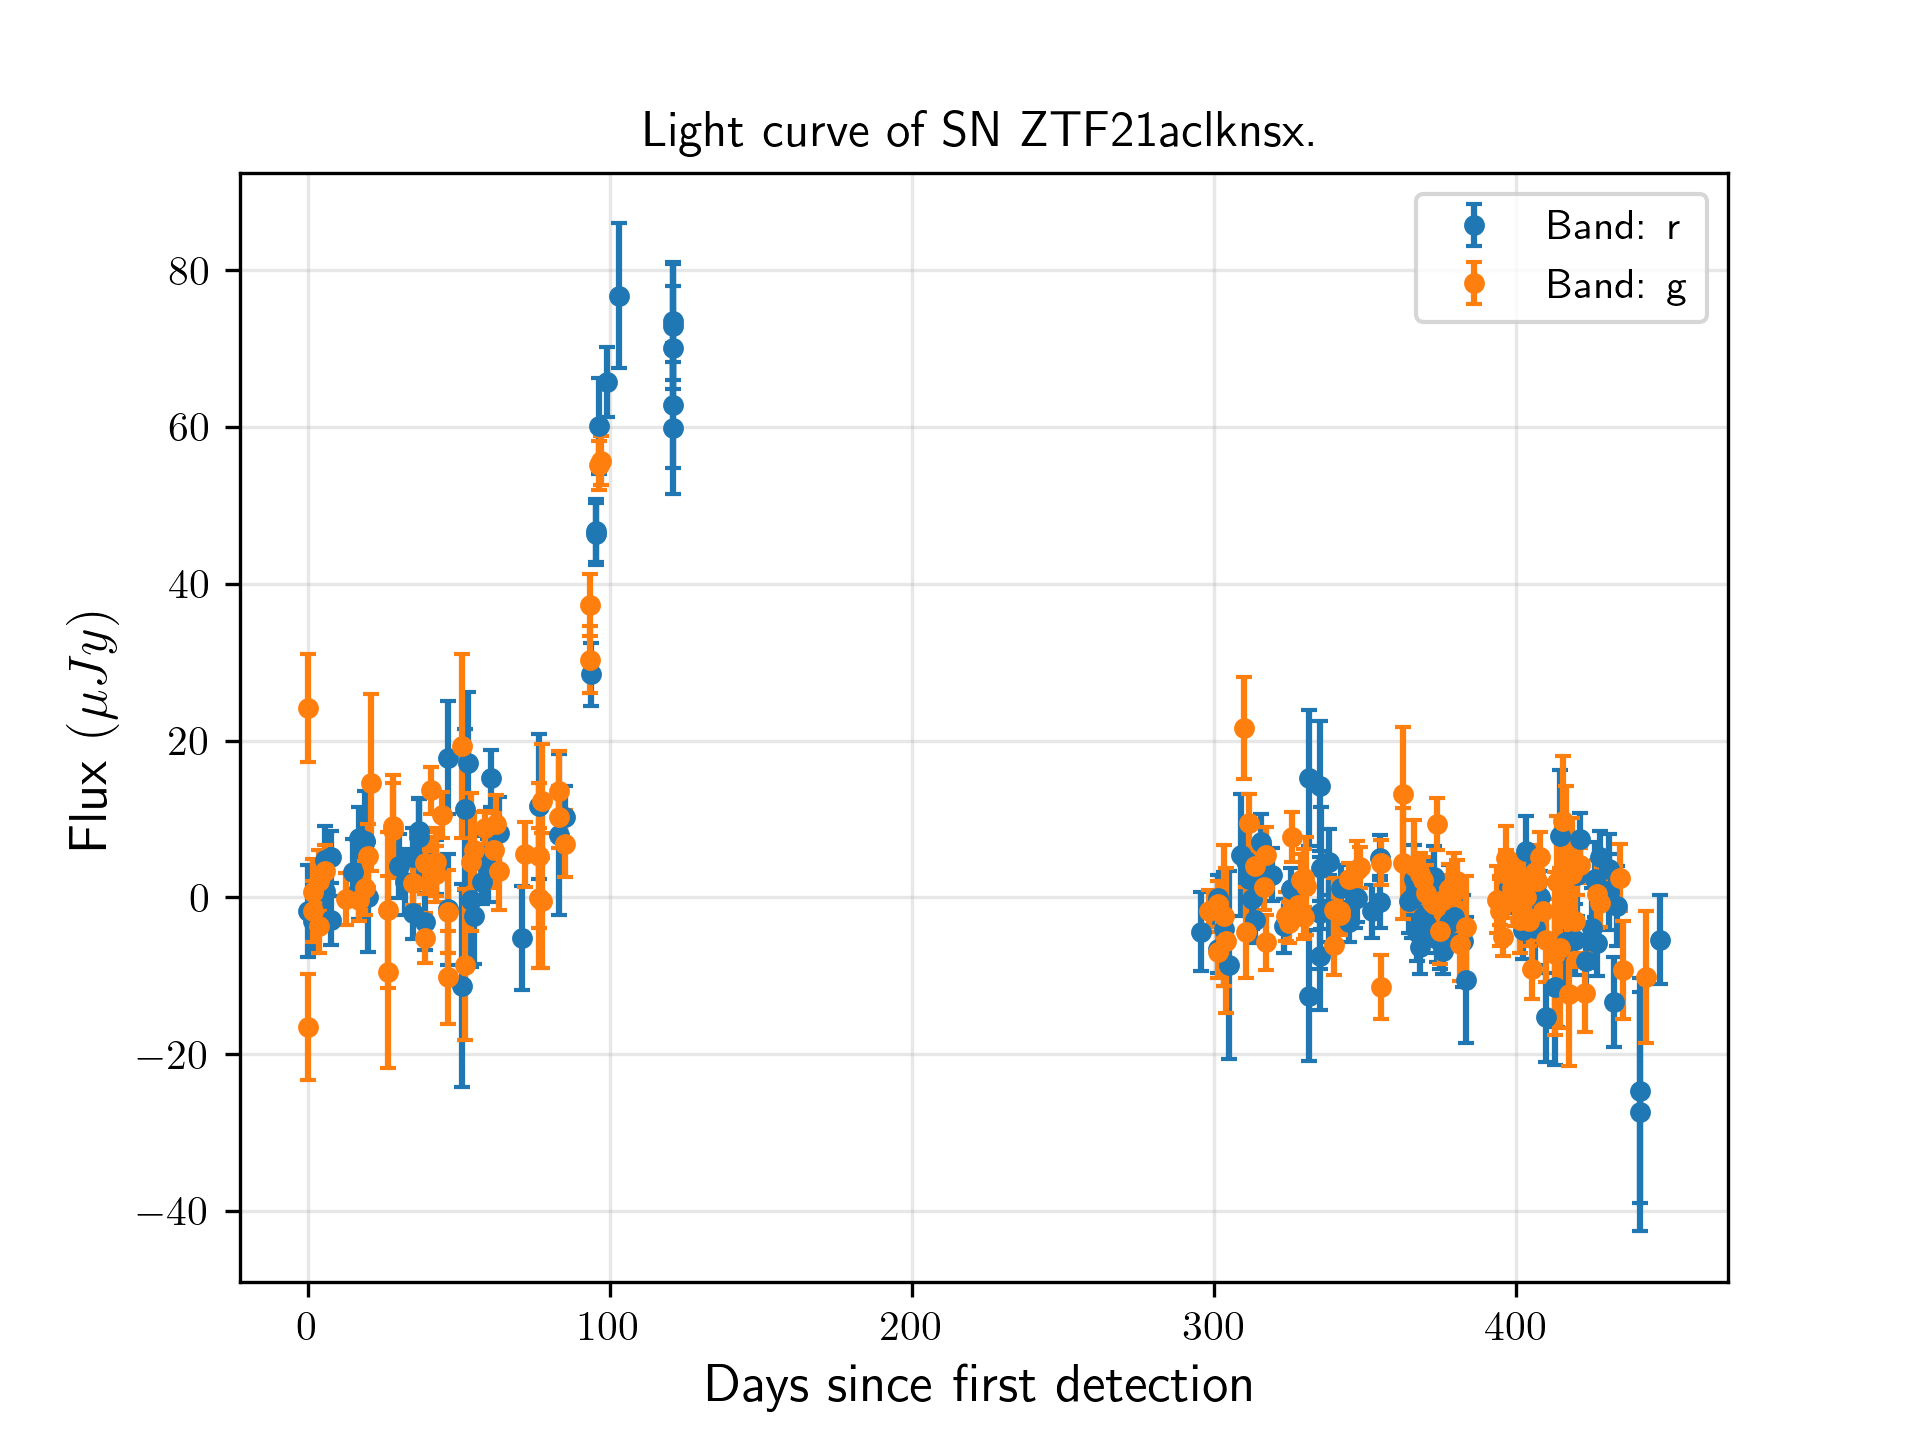 Light curve of SN ZTF21aclknsx.
Band: r
Band: g
80
60
40
20
0
−20
−40
Flux (μJy)
0 100 200 300 400
Days since first detection